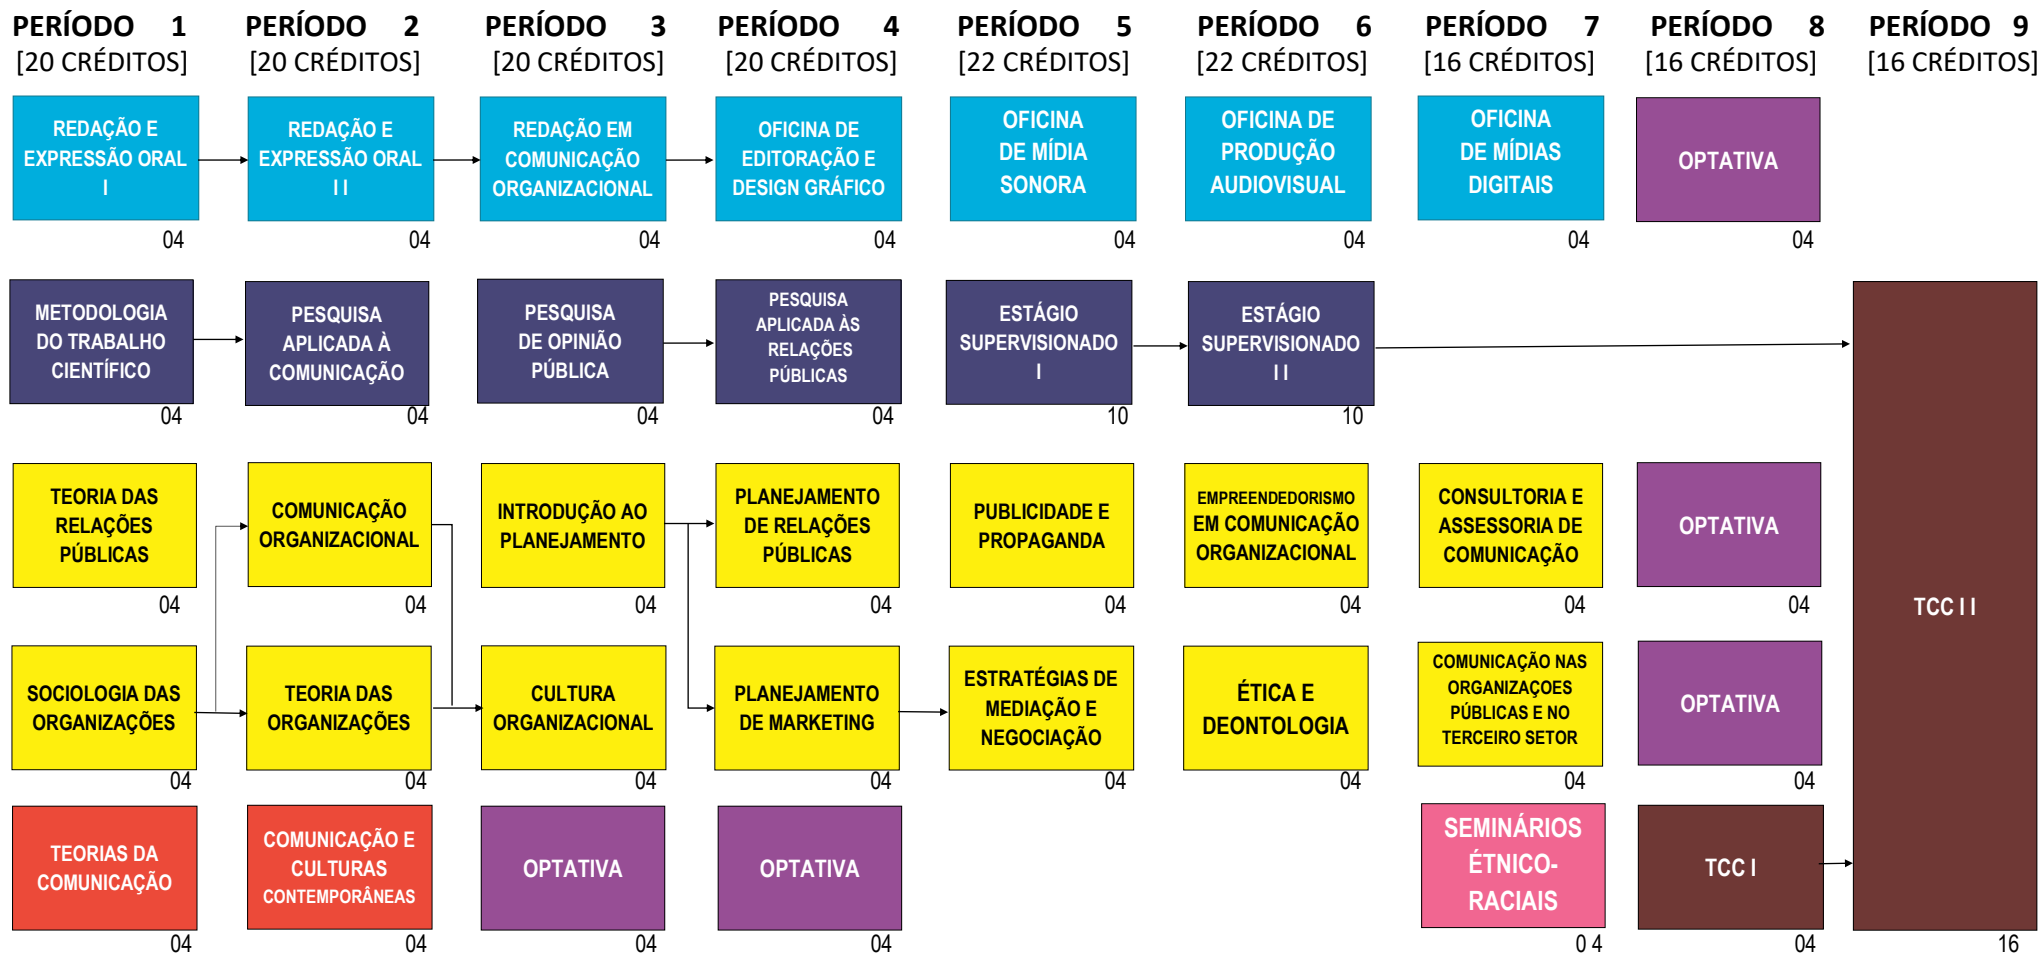 PERÍODO 1
[20 CRÉDITOS]
PERÍODO 2
[20 CRÉDITOS]
PERÍODO 3
[20 CRÉDITOS]
PERÍODO 4
[20 CRÉDITOS]
PERÍODO 5
[22 CRÉDITOS]
PERÍODO 6
[22 CRÉDITOS]
PERÍODO 7
[16 CRÉDITOS]
PERÍODO 8
[16 CRÉDITOS]
PERÍODO 9
[16 CRÉDITOS]
REDAÇÃO E
EXPRESSÃO ORAL
I
04
REDAÇÃO E
EXPRESSÃO ORAL
I I
04
REDAÇÃO EM
COMUNICAÇÃO
ORGANIZACIONAL
04
OFICINA DE
EDITORAÇÃO E
DESIGN GRÁFICO
04
OFICINA
DE MÍDIA
SONORA
04
OFICINA DE
PRODUÇÃO
AUDIOVISUAL
04
OFICINA
DE MÍDIAS
DIGITAIS
04
OPTATIVA
04
METODOLOGIA
DO TRABALHO
CIENTÍFICO
04
PESQUISA
APLICADA À
COMUNICAÇÃO
04
PESQUISA
DE OPINIÃO
PÚBLICA
04
PESQUISA
APLICADA ÀS
RELAÇÕES
PÚBLICAS
04
ESTÁGIO
SUPERVISIONADO
I
10
ESTÁGIO
SUPERVISIONADO
I I
10
TEORIA DAS
RELAÇÕES
PÚBLICAS
04
COMUNICAÇÃO
ORGANIZACIONAL
04
INTRODUÇÃO AO
PLANEJAMENTO
04
PLANEJAMENTO
DE RELAÇÕES
PÚBLICAS
04
PUBLICIDADE E
PROPAGANDA
04
EMPREENDEDORISMO
EM COMUNICAÇÃO
ORGANIZACIONAL
04
CONSULTORIA E
ASSESSORIA DE
COMUNICAÇÃO
04
OPTATIVA
04
TCC I I
16
SOCIOLOGIA DAS
ORGANIZAÇÕES
04
TEORIA DAS
ORGANIZAÇÕES
04
CULTURA
ORGANIZACIONAL
04
PLANEJAMENTO
DE MARKETING
04
ESTRATÉGIAS DE
MEDIAÇÃO E
NEGOCIAÇÃO
04
ÉTICA E
DEONTOLOGIA
04
COMUNICAÇÃO NAS
ORGANIZAÇOES
PÚBLICAS E NO
TERCEIRO SETOR
04
OPTATIVA
04
TEORIAS DA
COMUNICAÇÃO
04
COMUNICAÇÃO E
CULTURAS
CONTEMPORÂNEAS
04
OPTATIVA
04
OPTATIVA
04
SEMINÁRIOS
ÉTNICO-
RACIAIS
0 4
TCC I
04